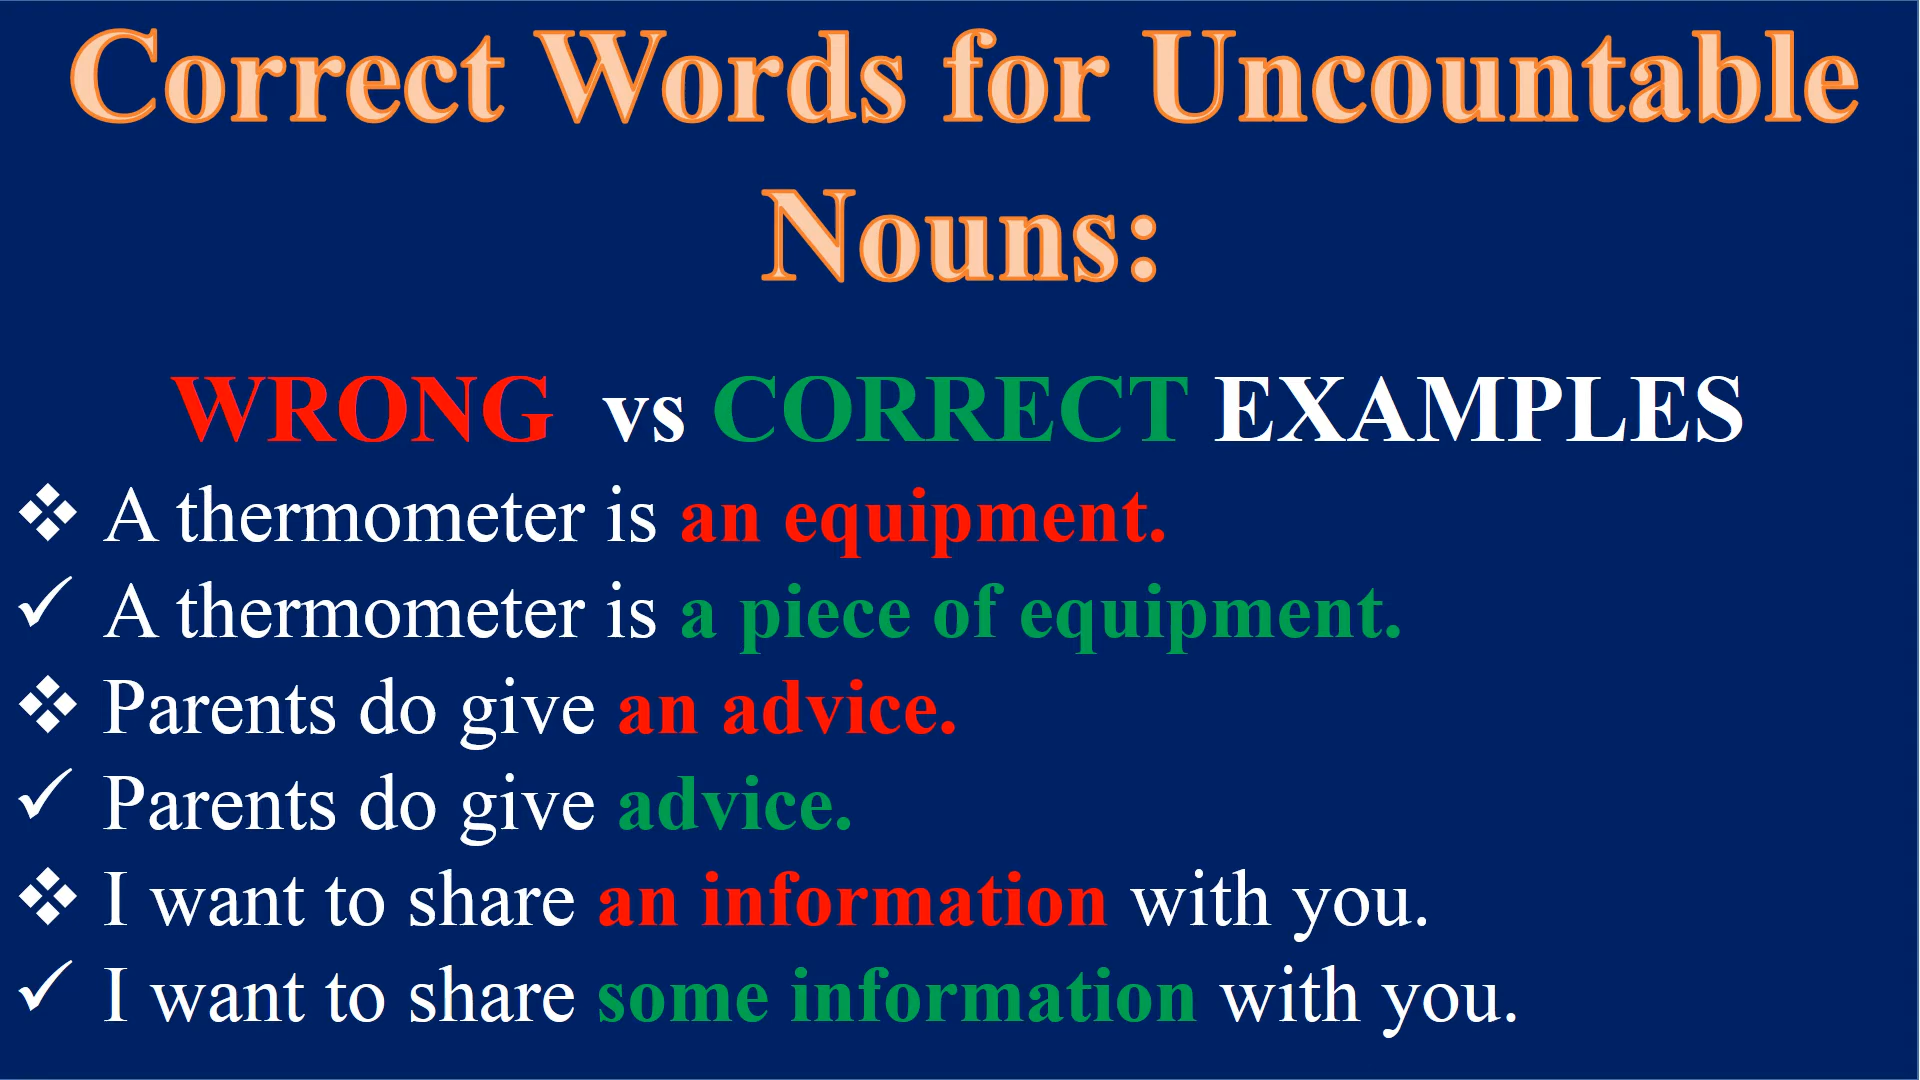 Correct Words for Uncountable
Nouns:
WRONG vs CORRECT EXAMPLES
❖ A thermometer is an equipment.
✓ A thermometer is a piece of equipment.
❖ Parents do give an advice.
✓ Parents do give advice.
❖ I want to share an information with you.
✓ I want to share some information with you.